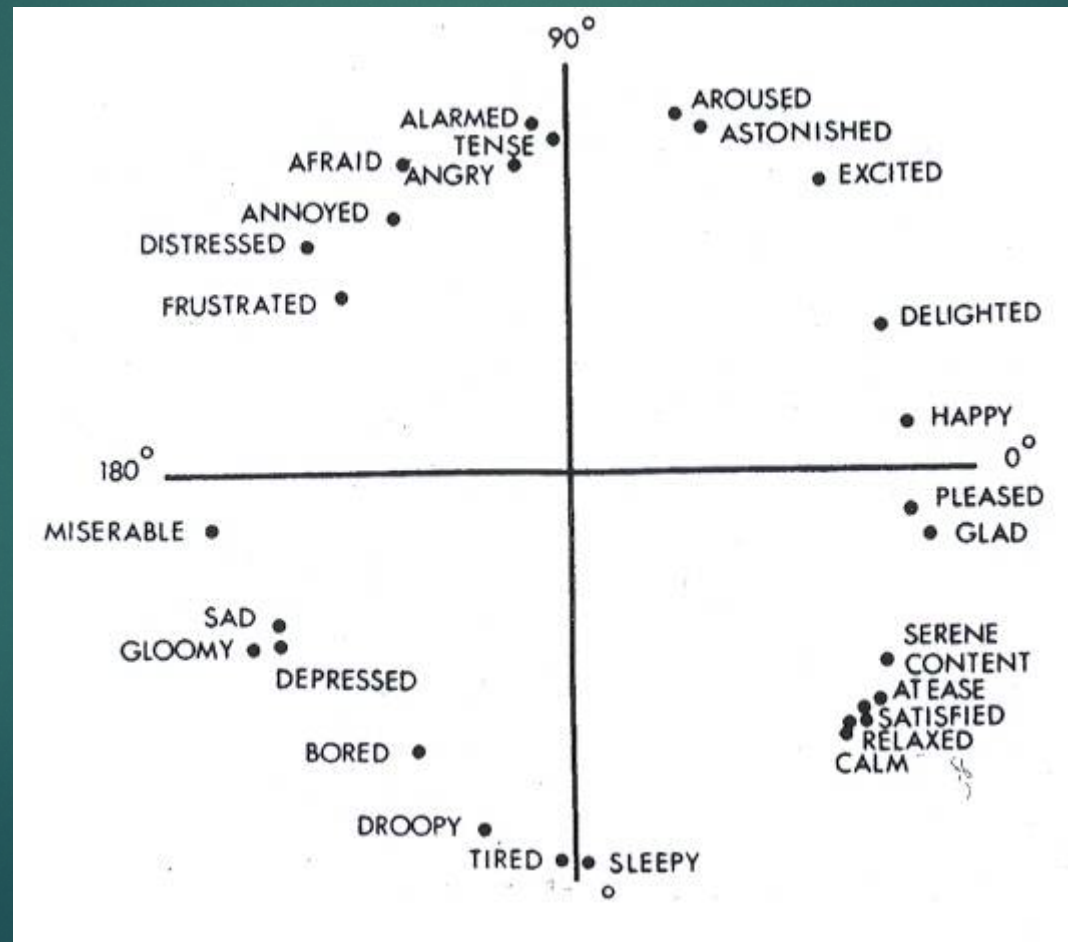 90°
AROUSED
ALARMED
ASTONISHED
TENSE
AFRAID
ANGRY
EXCITED
ANNOYED
DISTRESSED
FRUSTRATED
DELIGHTED
HAPPY
180°
0°
PLEASED
MISERABLE
GLAD
SAD
SERENE
GLOOMY
CONTENT
DEPRESSED
AT EASE
SATISFIED
RELAXED
BORED
CALM
DROOPY
TIRED
SLEEPY